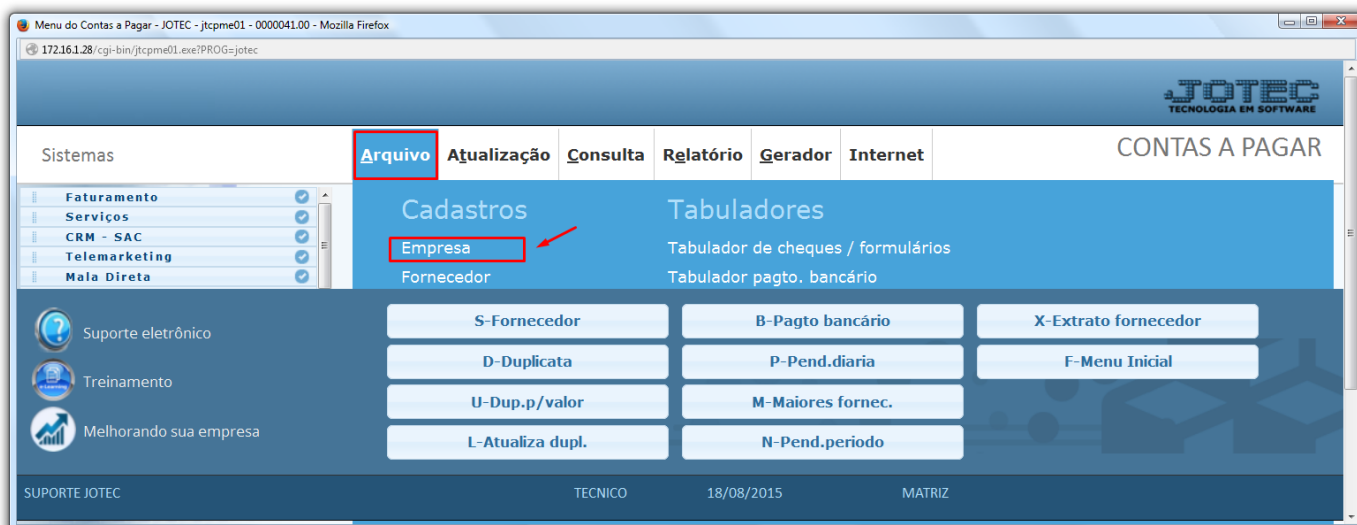 Menu do Contas a Pagar - JOTEC - jtcpme01 - 0000041.00 - Mozilla Firefox
172.16.1.28/cgi-bin/jtcpme01.exe?PROG=jotec
JOTEC
TECNOLOGIA EM SOFTWARE
Sistemas
Arquivo Atualização Consulta Relatório Gerador Internet
CONTAS A PAGAR
Faturamento
Serviços
CRM - SAC
Telemarketing
Mala Direta
Cadastros
Empresa
Fornecedor
Tabuladores
Tabulador de cheques / formulários
Tabulador pagto. bancário
Suporte eletrônico
Treinamento
Melhorando sua empresa
S-Fornecedor B-Pagto bancário X-Extrato fornecedor
D-Duplicata P-Pend.diaria F-Menu Inicial
U-Dup.p/valor M-Maiores fornec.
L-Atualiza dupl. N-Pend.periodo
SUPORTE JOTEC TECNICO 18/08/2015 MATRIZ